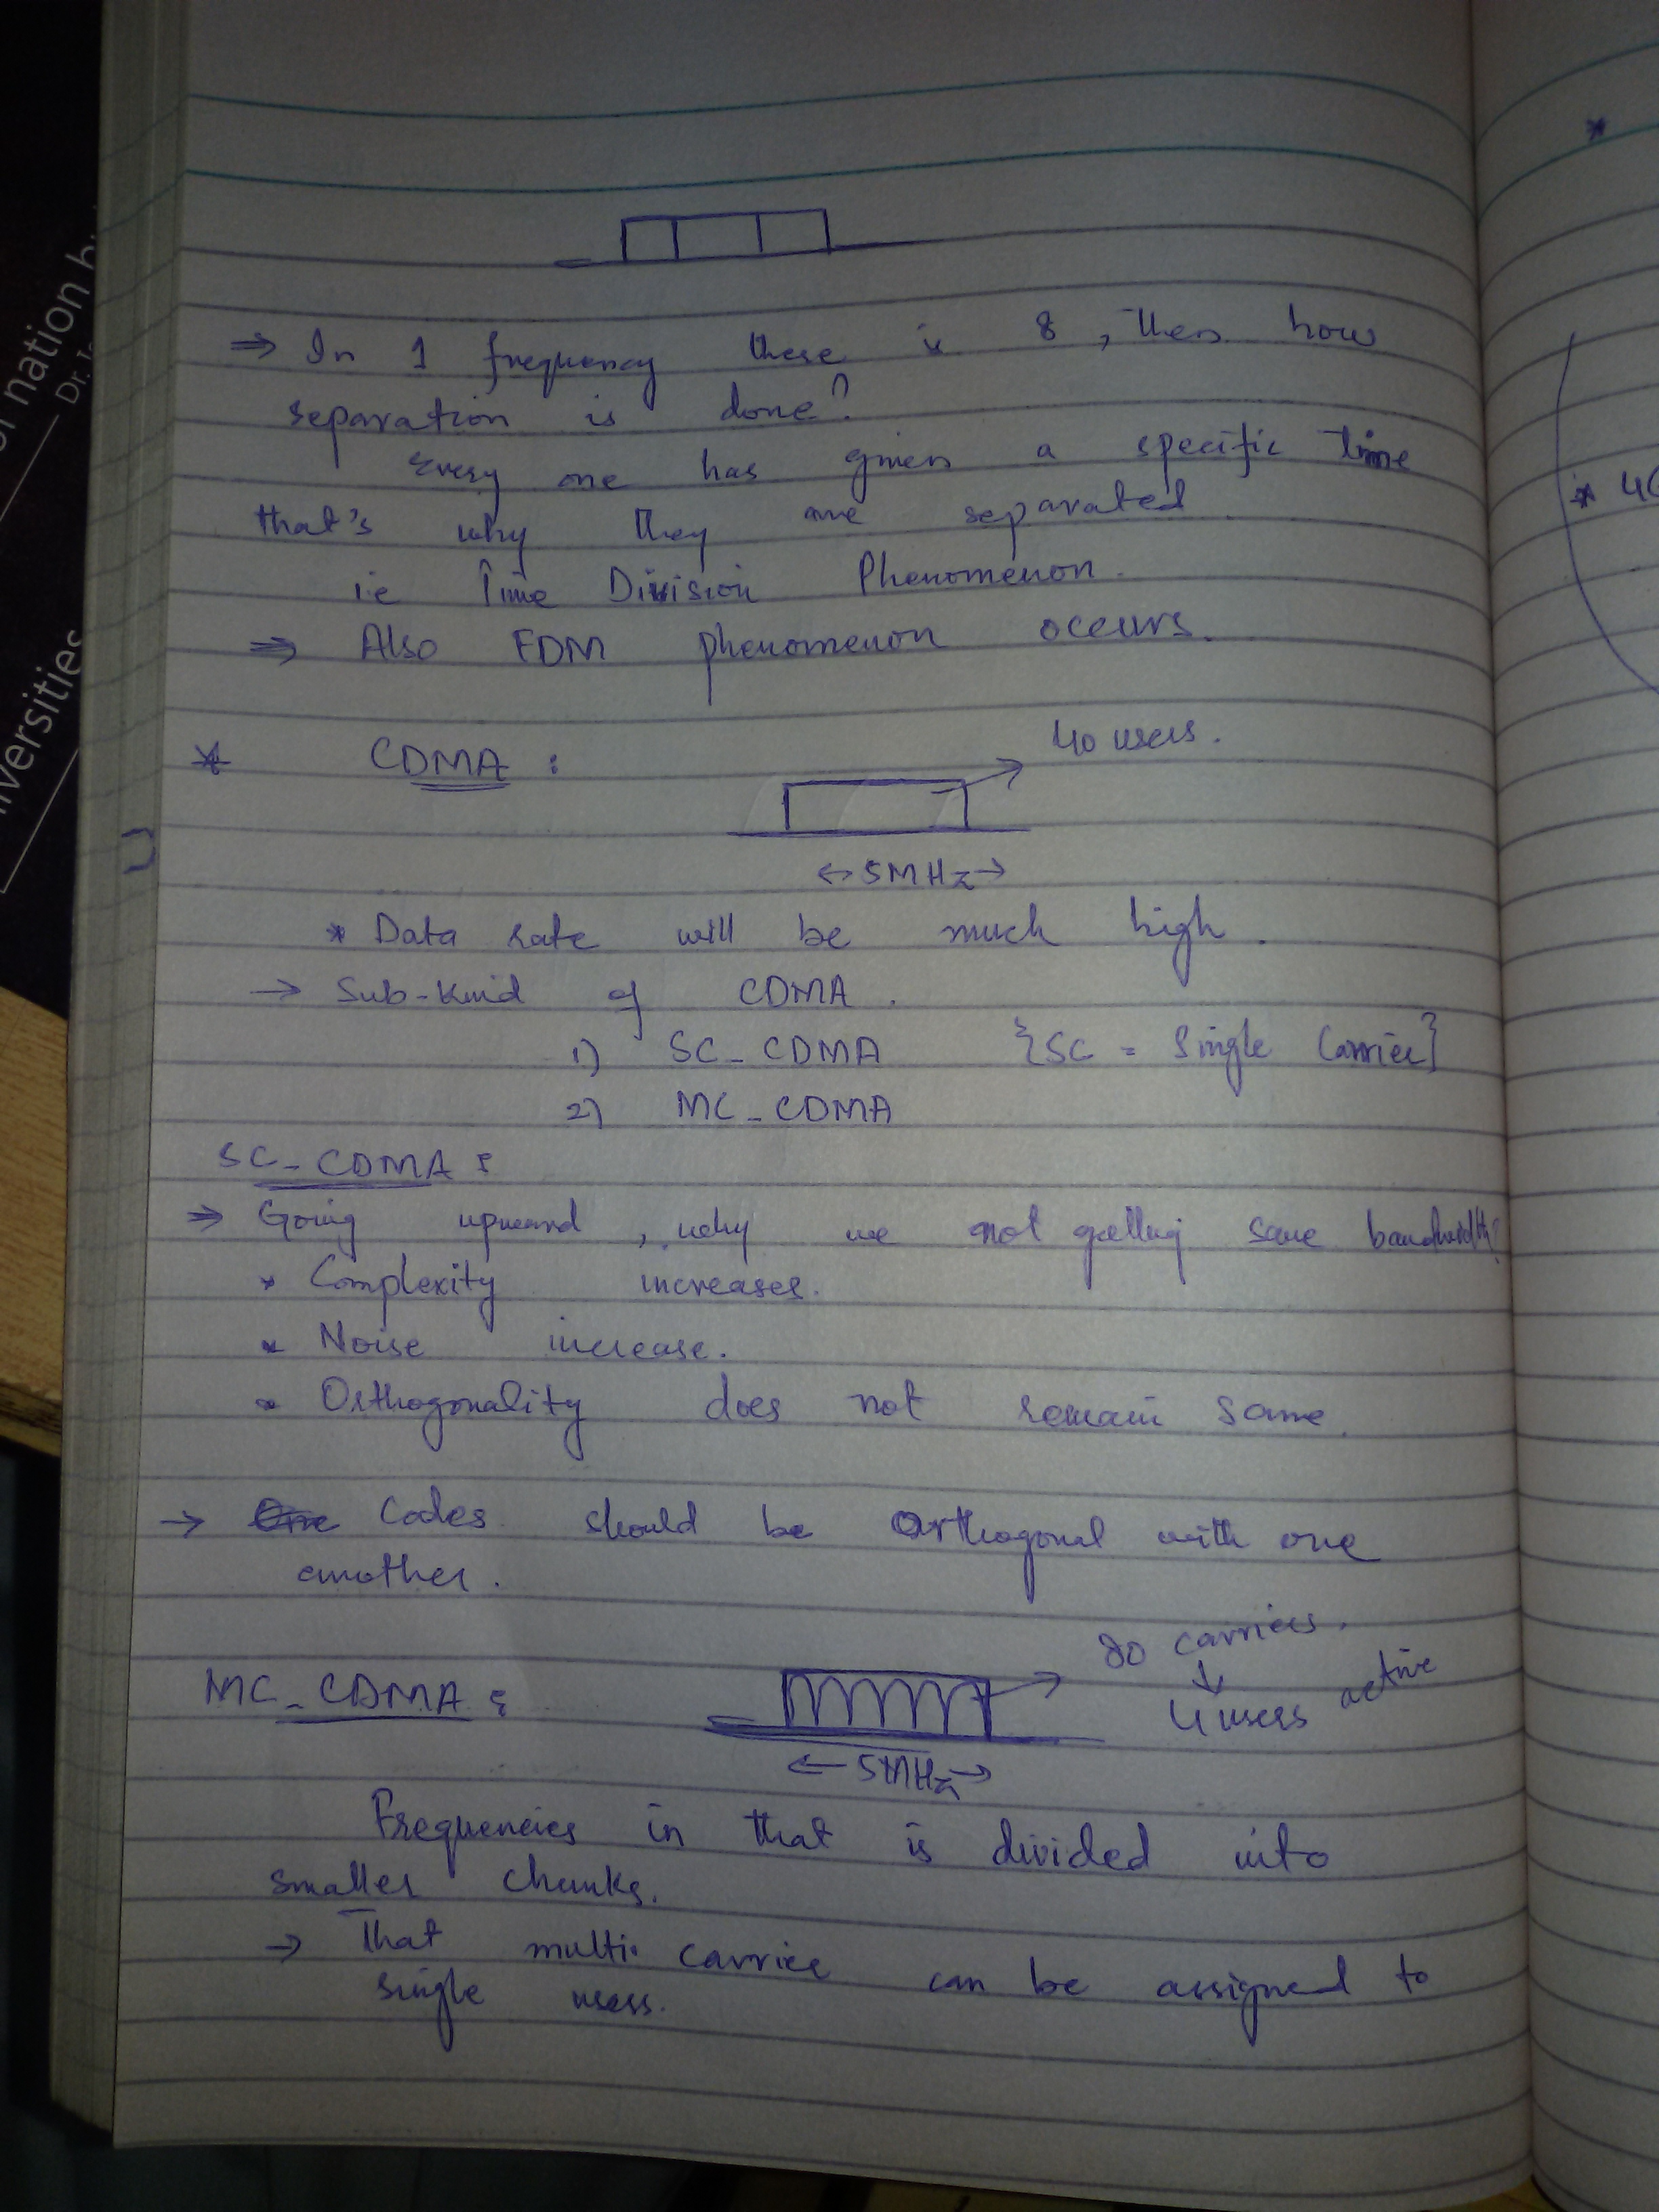 ⇒ In 1 frequency there is 8, then how
separation is done?
Every one has given a specific time
that's why they are separated
i.e Time Division Phenomenon.
⇒ Also FDM phenomenon occurs.
* CDMA :
40 users.
↔ 5MHz →
* Data rate will be much high.
→ Sub-kind of CDMA.
1) SC_CDMA {SC = Single Carrier}
2) MC_CDMA
SC_CDMA :
⇒ Going upward, why we not getting same bandwidth?
* Complexity increases.
* Noise increase.
* Orthogonality does not remain same.
→ Codes should be Orthogonal with one
another.
80 carriers.
↓
MC_CDMA :
4 users active
← 5MHz →
Frequencies in that is divided into
smaller chunks.
→ That multi carrier can be assigned to
single users.
*
* 4G
nation
Dr.
versities